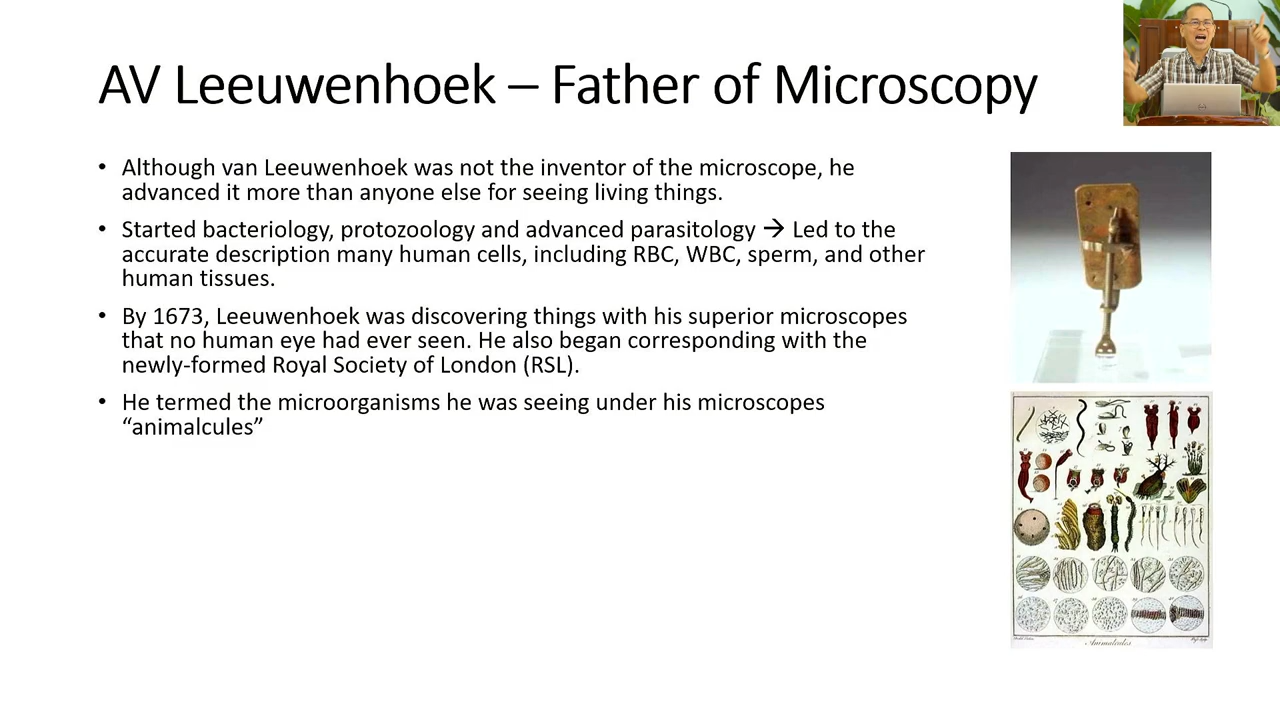 AV Leeuwenhoek – Father of Microscopy
• Although van Leeuwenhoek was not the inventor of the microscope, he
advanced it more than anyone else for seeing living things.
• Started bacteriology, protozoology and advanced parasitology → Led to the
accurate description many human cells, including RBC, WBC, sperm, and other
human tissues.
• By 1673, Leeuwenhoek was discovering things with his superior microscopes
that no human eye had ever seen. He also began corresponding with the
newly-formed Royal Society of London (RSL).
• He termed the microorganisms he was seeing under his microscopes
“animalcules”
Animalcules